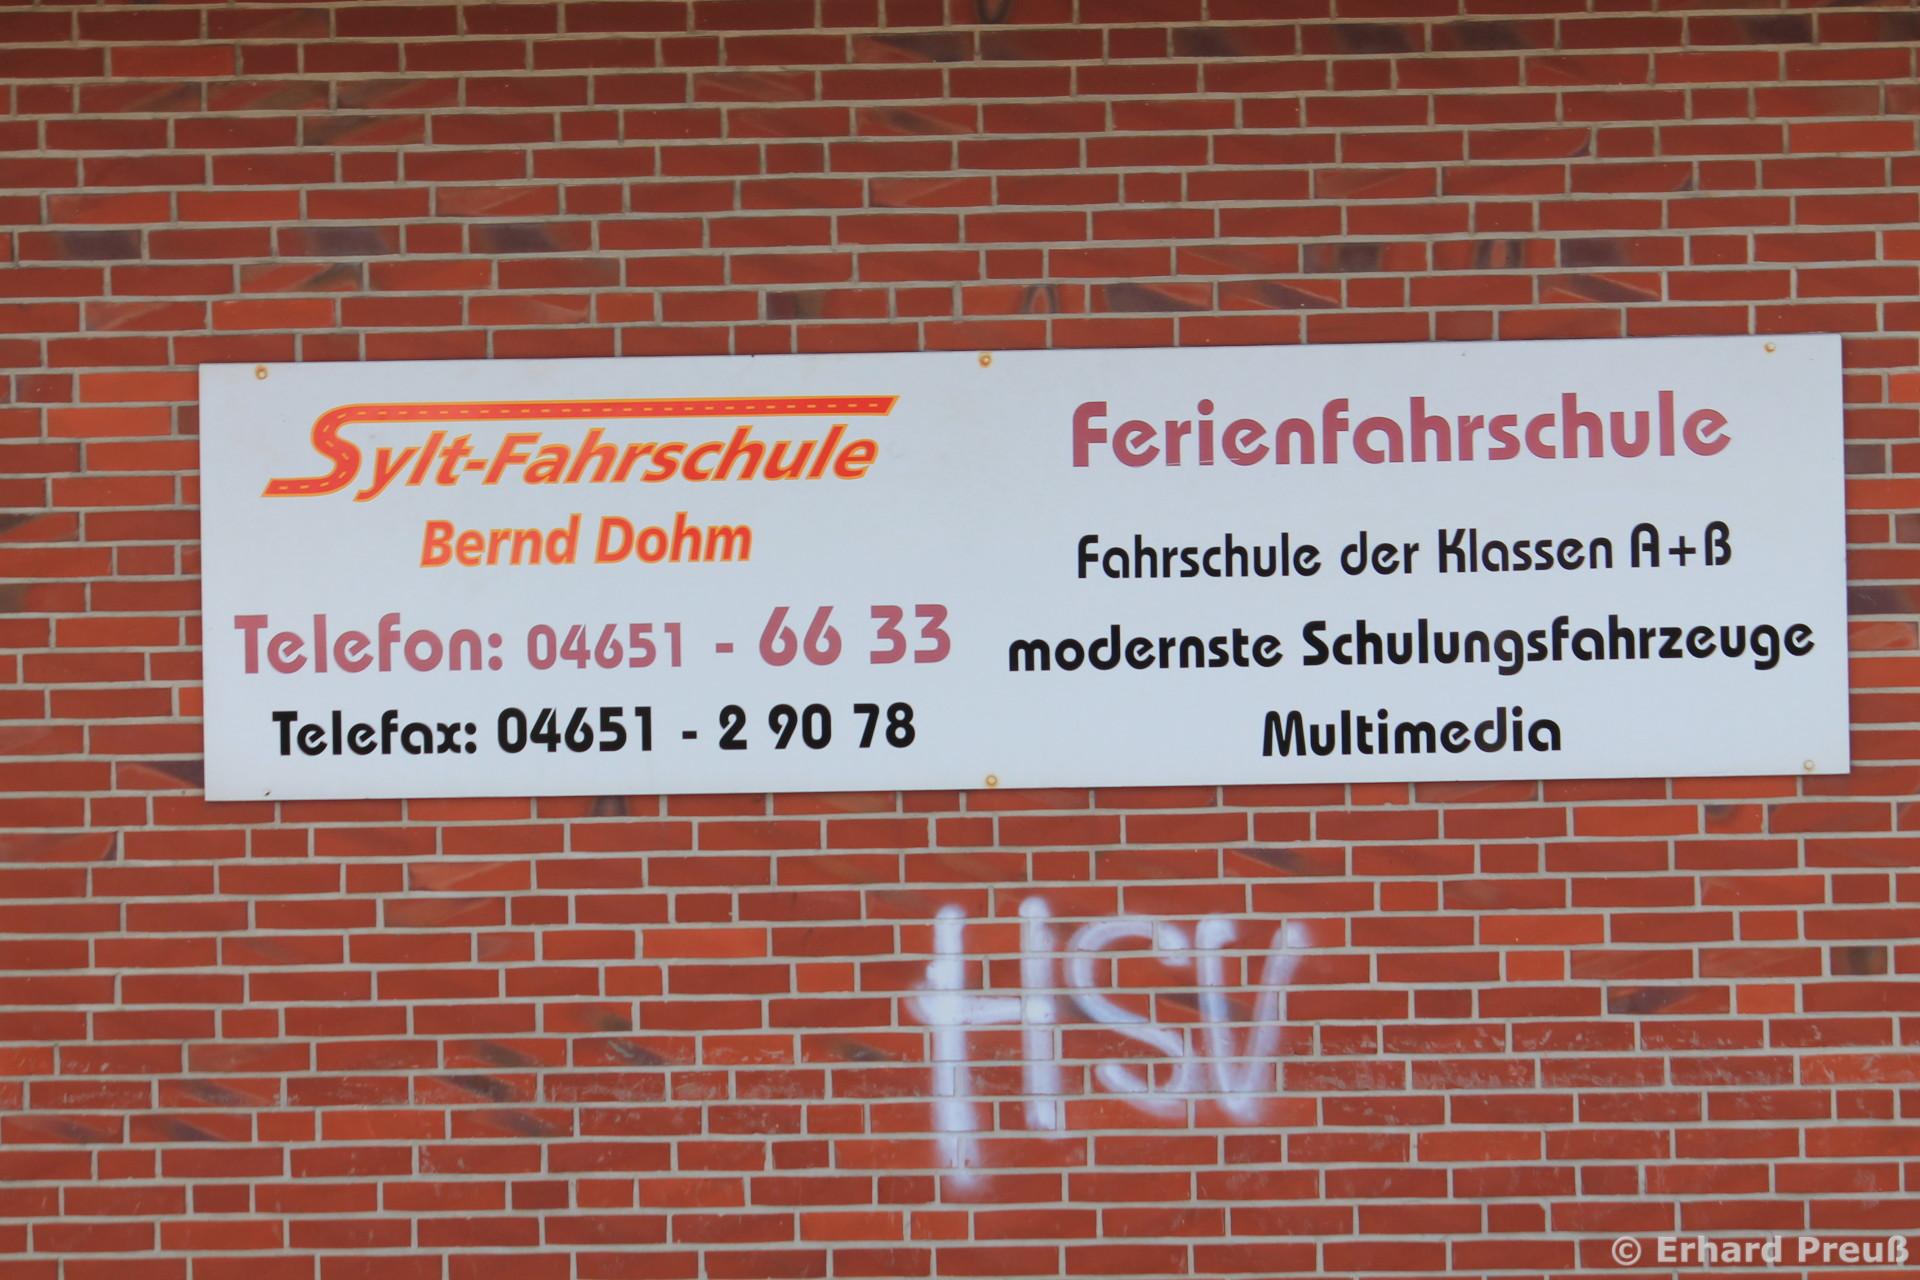 Sylt-Fahrschule
Bernd Dohm
Telefon: 04651 - 66 33
Telefax: 04651 - 2 90 78
Ferienfahrschule
Fahrschule der Klassen A+B
modernste Schulungsfahrzeuge
Multimedia
HSV
© Erhard Preuß